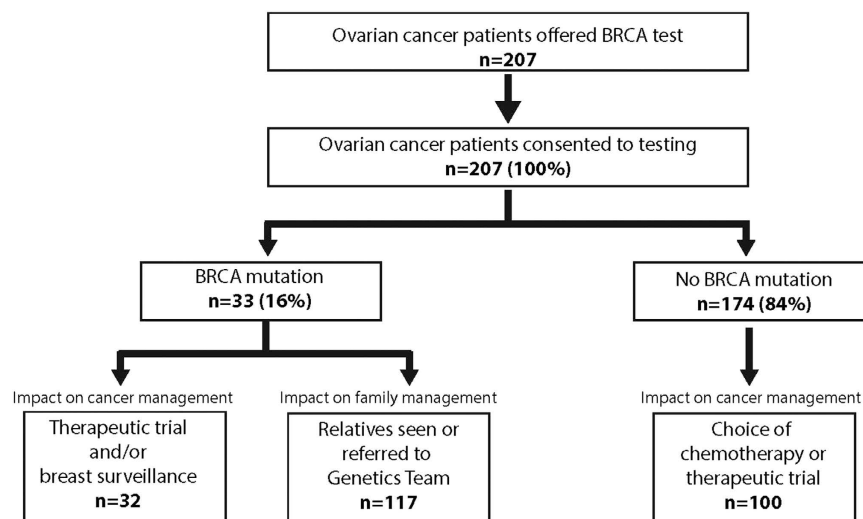 Ovarian cancer patients offered BRCA test
n=207
Ovarian cancer patients consented to testing
n=207 (100%)
BRCA mutation
n=33 (16%)
No BRCA mutation
n=174 (84%)
Impact on cancer management
Therapeutic trial
and/or
breast surveillance
n=32
Impact on family management
Relatives seen or
referred to
Genetics Team
n=117
Impact on cancer management
Choice of
chemotherapy or
therapeutic trial
n=100